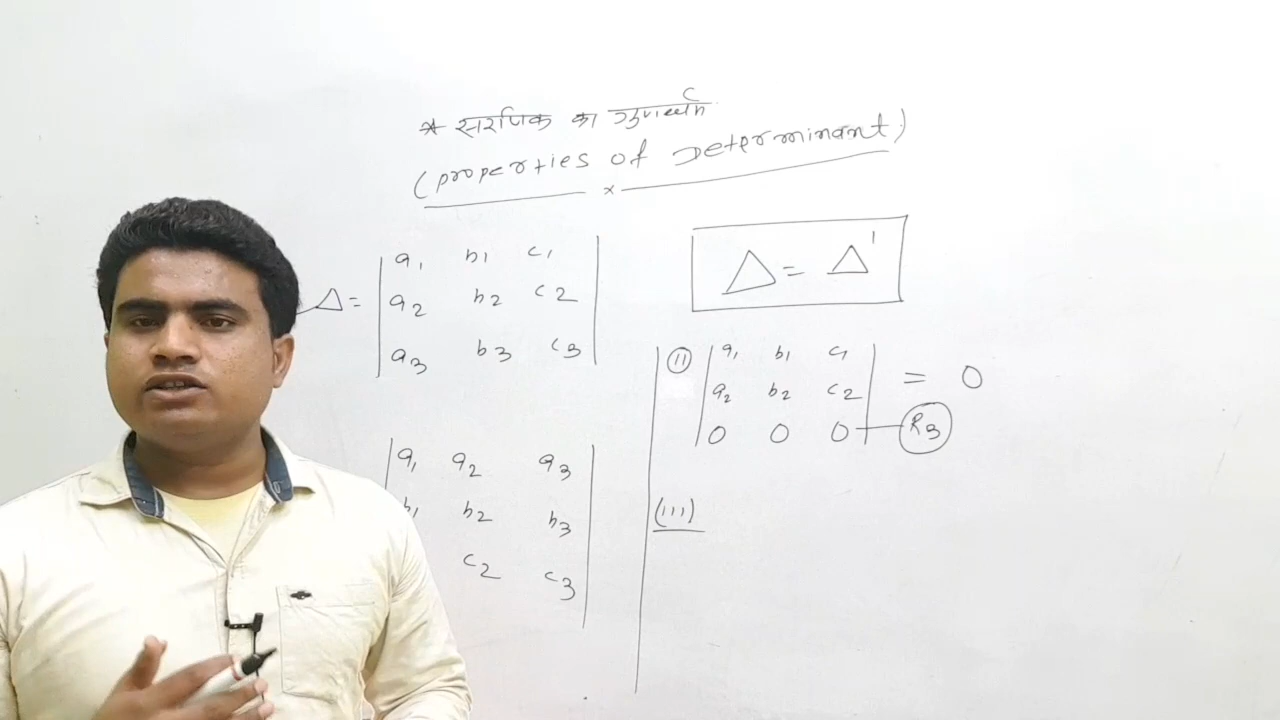 * सारणिक का गुणधर्म
(properties of Determinant)
Δ = | a₁ b₁ c₁ |
| a₂ b₂ c₂ |
| a₃ b₃ c₃ |
| a₁ a₂ a₃ |
| b₁ b₂ b₃ |
c₂ c₃ |
Δ = Δ'
(ii) | a₁ b₁ c₁ |
| a₂ b₂ c₂ | = 0
| 0 0 0 | R₃
(iii)